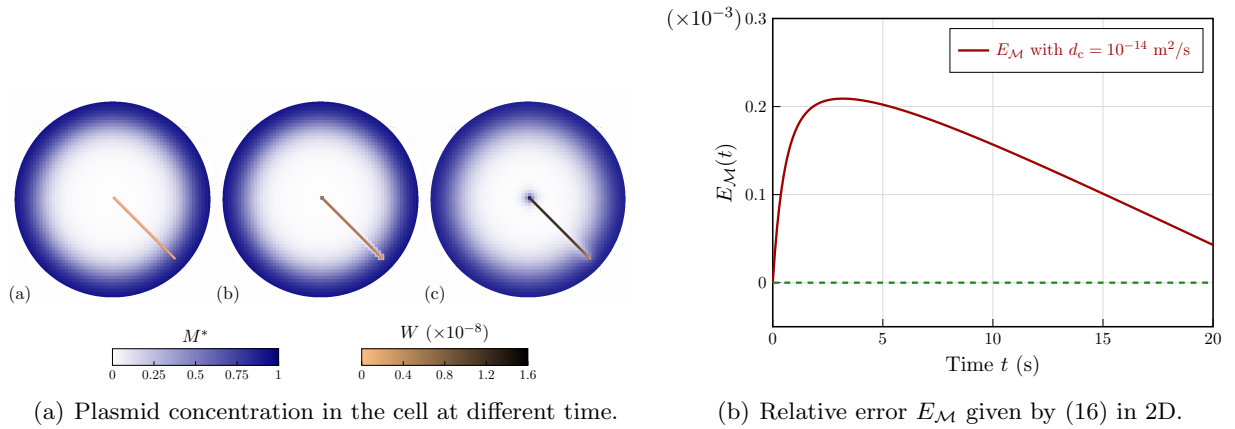 (a)
(b)
(c)
M*
0 0.25 0.5 0.75 1
W (×10⁻⁸)
0 0.4 0.8 1.2 1.6
(a) Plasmid concentration in the cell at different time.
(×10⁻³)
0.3
0.2
0.1
0
E_ℳ(t)
E_ℳ with d_c = 10⁻¹⁴ m²/s
0 5 10 15 20
Time t (s)
(b) Relative error E_ℳ given by (16) in 2D.